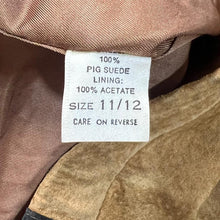 100%
PIG SUEDE
LINING:
100% ACETATE
SIZE 11/12
CARE ON REVERSE